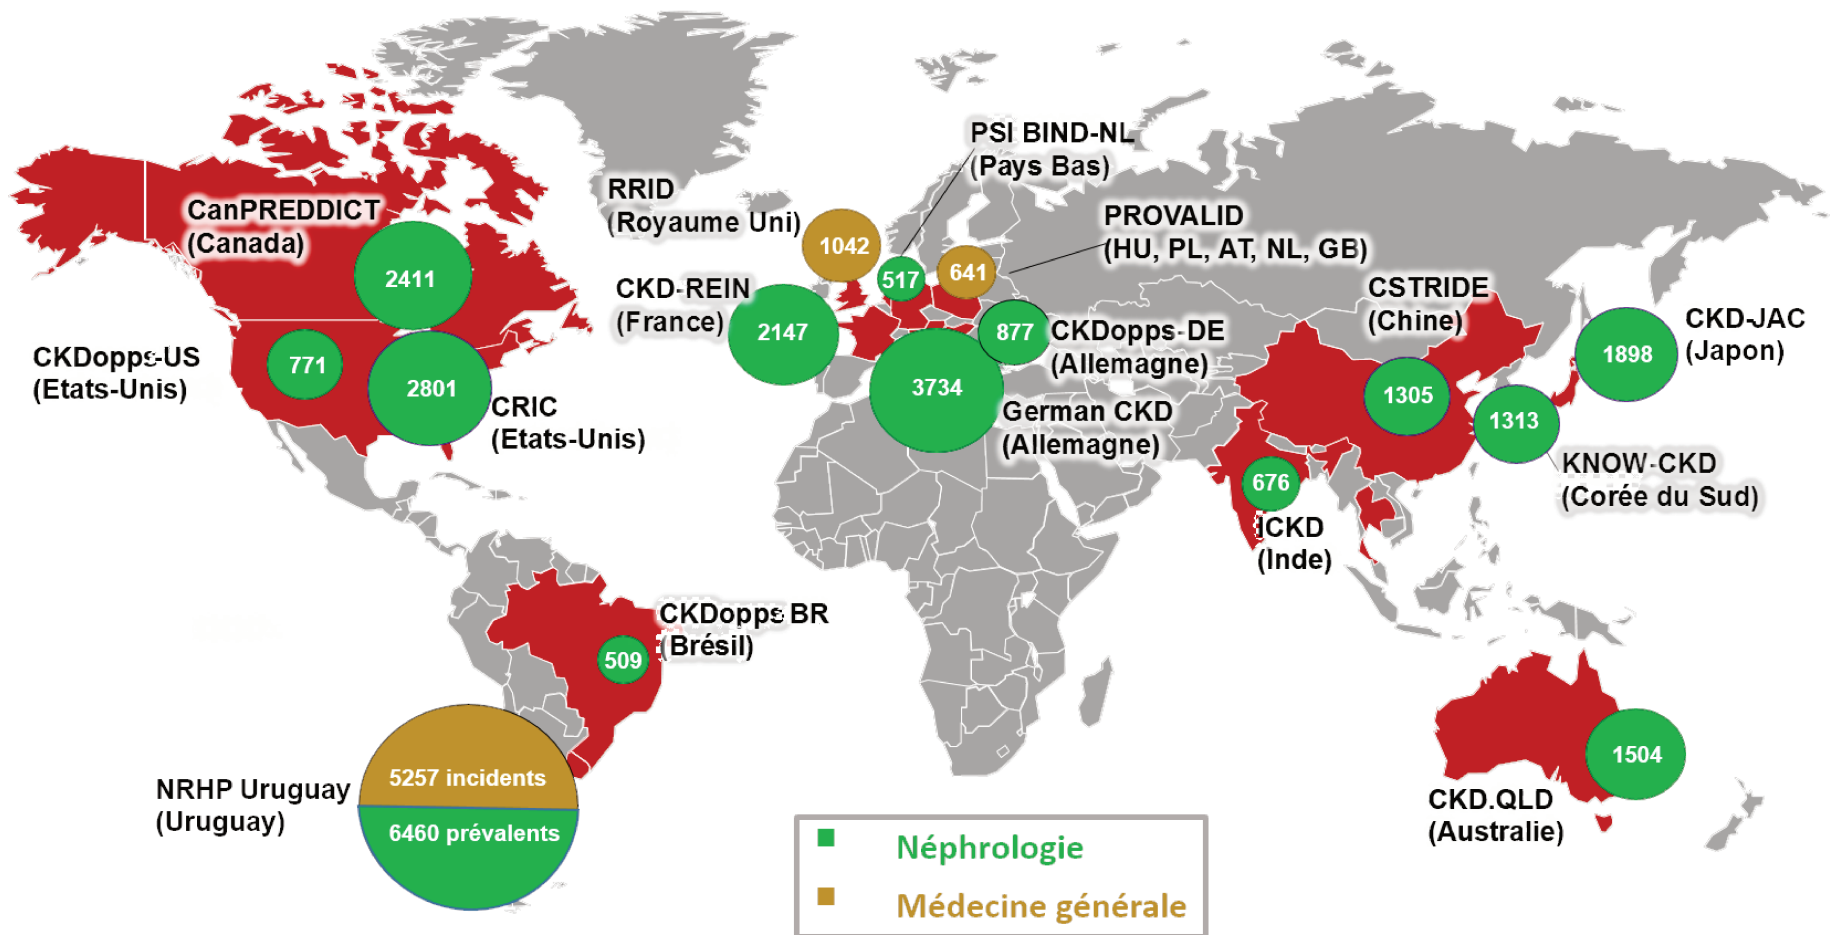 PSI BIND-NL
(Pays Bas)
RRID
(Royaume Uni)
1042
PROVALID
(HU, PL, AT, NL, GB)
CanPREDDICT
(Canada)
2411
517
641
CKD-REIN
(France)
2147
877
CKDopps-DE
(Allemagne)
CSTRIDE
(Chine)
1305
CKD-JAC
(Japon)
1898
CKDopps-US
(Etats-Unis)
771
2801
CRIC
(Etats-Unis)
3734
German CKD
(Allemagne)
1313
KNOW-CKD
(Corée du Sud)
676
ICKD
(Inde)
CKDopps BR
(Brésil)
509
NRHP Uruguay
(Uruguay)
5257 incidents
6460 prévalents
1504
CKD.QLD
(Australie)
Néphrologie
Médecine générale